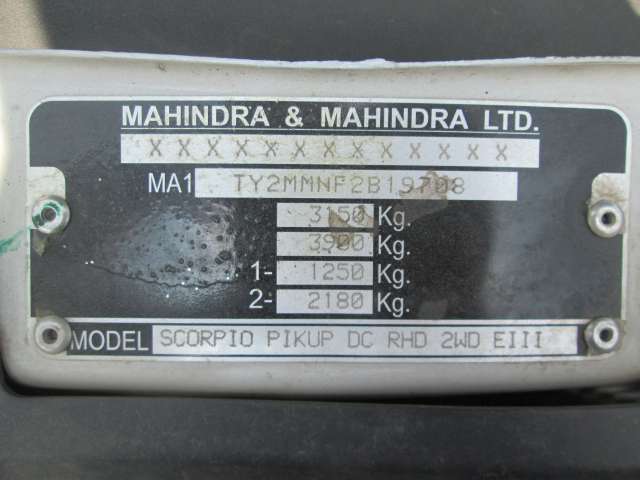 MAHINDRA & MAHINDRA LTD.
X X X X X X X X X X X X X
MA1 TY2MMNF2B19708
3150 Kg.
3900 Kg.
1- 1250 Kg.
2- 2180 Kg.
MODEL SCORPIO PIKUP DC RHD 2WD EIII